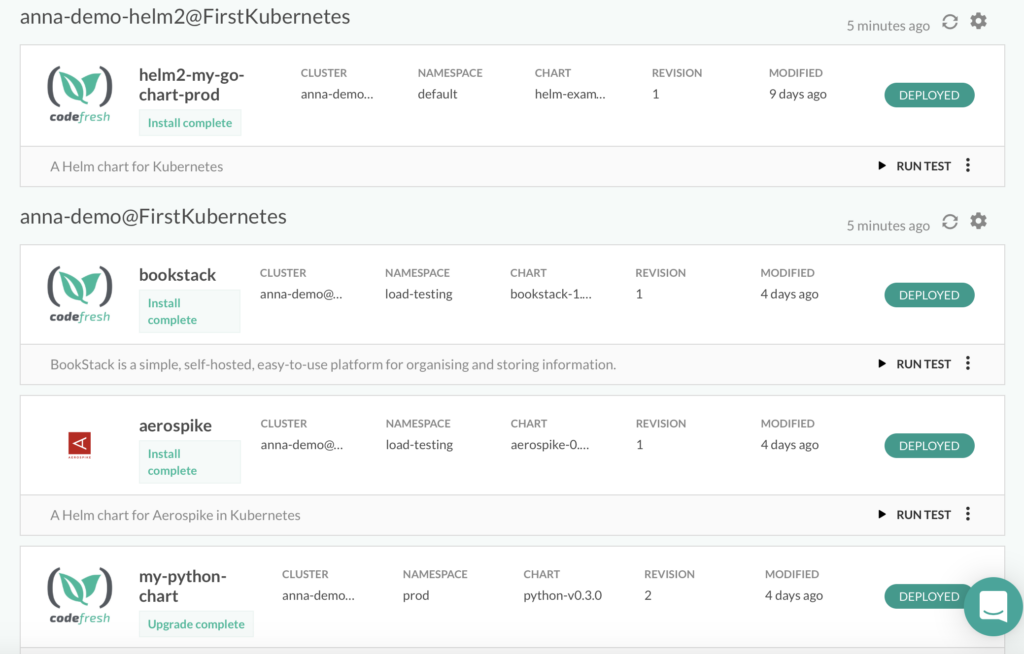 anna-demo-helm2@FirstKubernetes
5 minutes ago
helm2-my-go-
chart-prod
Install complete
CLUSTER NAMESPACE CHART REVISION MODIFIED
anna-demo... default helm-exam... 1 9 days ago
DEPLOYED
codefresh
A Helm chart for Kubernetes
RUN TEST
anna-demo@FirstKubernetes
5 minutes ago
bookstack
Install
complete
CLUSTER NAMESPACE CHART REVISION MODIFIED
anna-demo@... load-testing bookstack-1.... 1 4 days ago
DEPLOYED
codefresh
BookStack is a simple, self-hosted, easy-to-use platform for organising and storing information.
RUN TEST
aerospike
Install
complete
CLUSTER NAMESPACE CHART REVISION MODIFIED
anna-demo@... load-testing aerospike-0.... 1 4 days ago
DEPLOYED
A Helm chart for Aerospike in Kubernetes
RUN TEST
my-python-
chart
Upgrade complete
CLUSTER NAMESPACE CHART REVISION MODIFIED
anna-demo... prod python-v0.3.0 2 4 days ago
DEPLOYED
codefresh